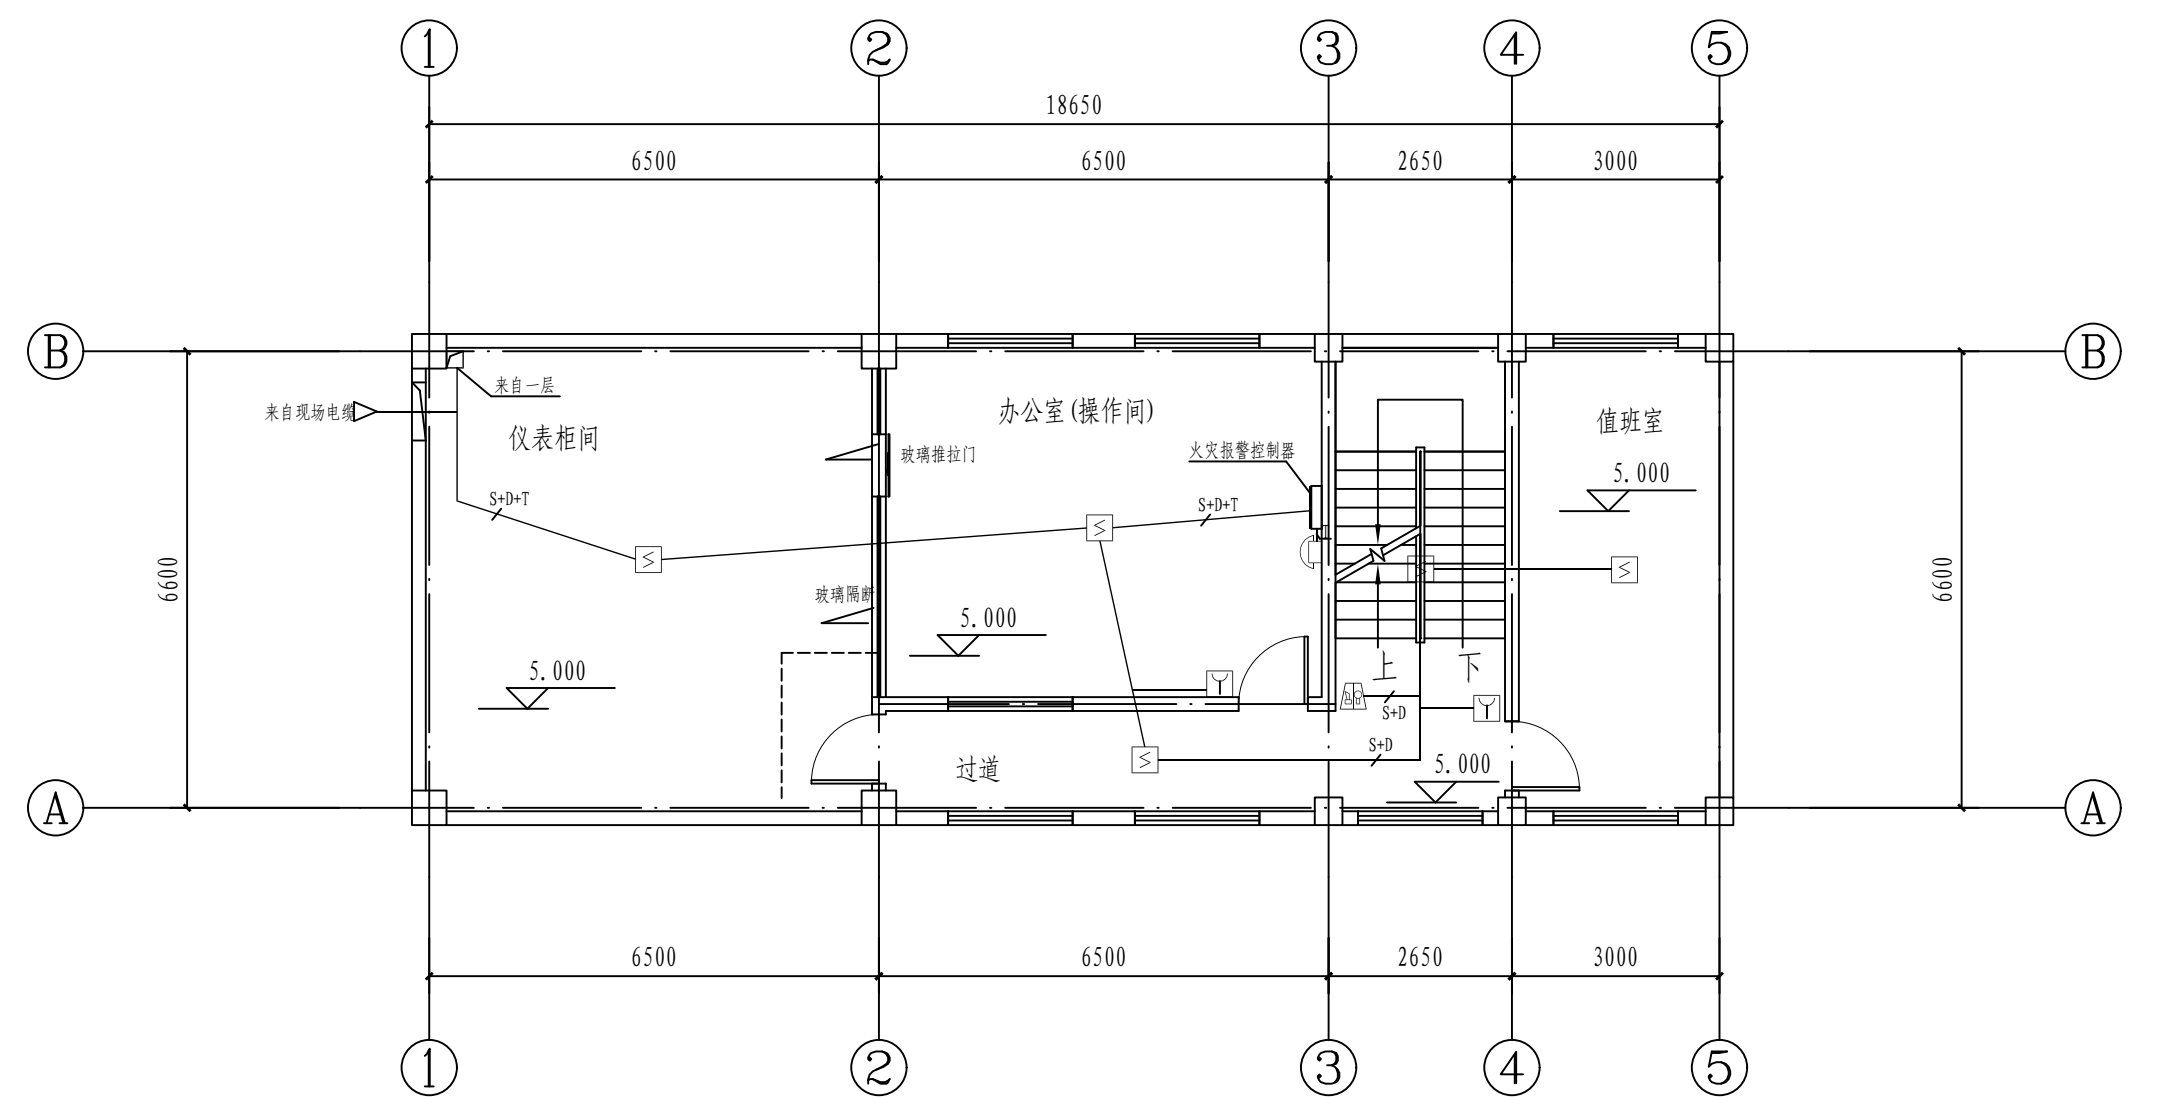 1 2 3 4 5
18650
6500 6500 2650 3000
B B
来自一层
来自现场电缆
仪表柜间
办公室(操作间)
值班室
玻璃推拉门
火灾报警控制器
5.000
S+D+T
S+D+T
6600
6600
玻璃隔断
5.000
5.000
上 下
S+D
S+D
过道
5.000
A A
6500 6500 2650 3000
1 2 3 4 5